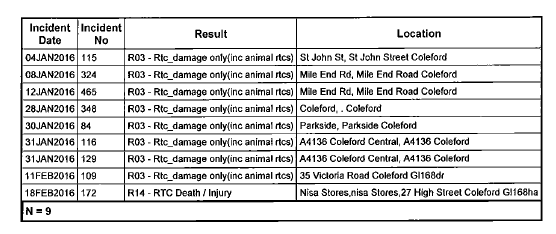 Incident Date Incident No Result Location
04JAN2016 115 R03 - Rtc_damage only(inc animal rtcs) St John St, St John Street Coleford
08JAN2016 324 R03 - Rtc_damage only(inc animal rtcs) Mile End Rd, Mile End Road Coleford
12JAN2016 465 R03 - Rtc_damage only(inc animal rtcs) Mile End Rd, Mile End Road Coleford
28JAN2016 348 R03 - Rtc_damage only(inc animal rtcs) Coleford, . Coleford
30JAN2016 84 R03 - Rtc_damage only(inc animal rtcs) Parkside, Parkside Coleford
31JAN2016 116 R03 - Rtc_damage only(inc animal rtcs) A4136 Coleford Central, A4136 Coleford
31JAN2016 129 R03 - Rtc_damage only(inc animal rtcs) A4136 Coleford Central, A4136 Coleford
11FEB2016 109 R03 - Rtc_damage only(inc animal rtcs) 35 Victoria Road Coleford Gl168dr
18FEB2016 172 R14 - RTC Death / Injury Nisa Stores,nisa Stores,27 High Street Coleford Gl168ha
N = 9